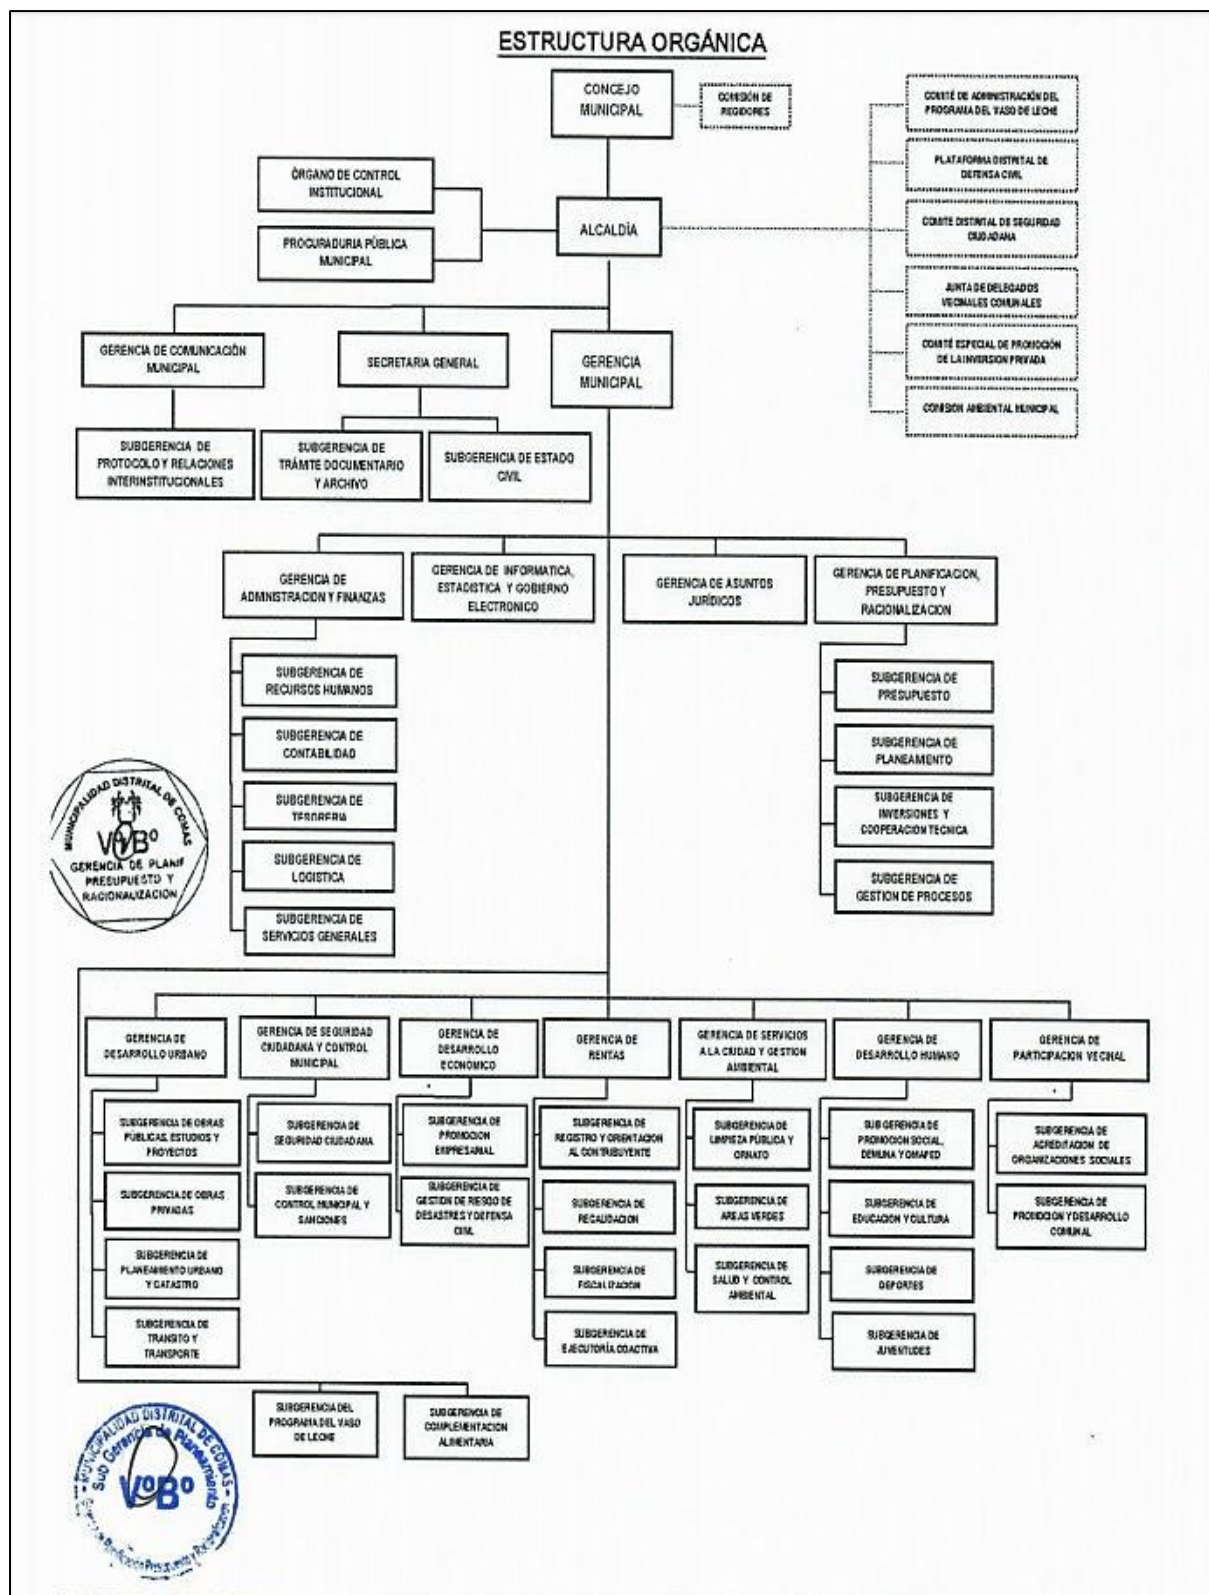 ESTRUCTURA ORGÁNICA
CONCEJO
MUNICIPAL
COMISIÓN DE
REGIDORES
COMITÉ DE ADMINISTRACIÓN DEL
PROGRAMA DEL VASO DE LECHE
PLATAFORMA DISTRITAL DE
DEFENSA CIVIL
COMITE DISTRITAL DE SEGURIDAD
CIUDADANA
JUNTA DE DELEGADOS
VECINALES COMUNALES
COMITÉ ESPECIAL DE PROMOCIÓN
DE LA INVERSION PRIVADA
COMISION AMBIENTAL MUNICIPAL
ÓRGANO DE CONTROL
INSTITUCIONAL
PROCURADURIA PÚBLICA
MUNICIPAL
ALCALDÍA
GERENCIA DE COMUNICACIÓN
MUNICIPAL
SECRETARIA GENERAL
GERENCIA
MUNICIPAL
SUBGERENCIA DE
PROTOCOLO Y RELACIONES
INTERINSTITUCIONALES
SUBGERENCIA DE
TRÁMITE DOCUMENTARIO
Y ARCHIVO
SUBGERENCIA DE ESTADO
CIVIL
GERENCIA DE
ADMINISTRACION Y FINANZAS
GERENCIA DE INFORMATICA,
ESTADISTICA Y GOBIERNO
ELECTRONICO
GERENCIA DE ASUNTOS
JURÍDICOS
GERENCIA DE PLANIFICACION,
PRESUPUESTO Y
RACIONALIZACION
SUBGERENCIA DE
RECURSOS HUMANOS
SUBGERENCIA DE
CONTABILIDAD
SUBGERENCIA DE
TESORERIA
SUBGERENCIA DE
LOGISTICA
SUBGERENCIA DE
SERVICIOS GENERALES
SUBGERENCIA DE
PRESUPUESTO
SUBGERENCIA DE
PLANEAMENTO
SUBGERENCIA DE
INVERSIONES Y
COOPERACION TECNICA
SUBGERENCIA DE
GESTION DE PROCESOS
MUNICIPALIDAD DISTRITAL DE COMAS
VºBº
GERENCIA DE PLANIF
PRESUPUESTO Y
RACIONALIZACIÓN
GERENCIA DE
DESARROLLO URBANO
GERENCIA DE SEGURIDAD
CIUDADANA Y CONTROL
MUNICIPAL
GERENCIA DE
DESARROLLO
ECONOMICO
GERENCIA DE
RENTAS
GERENCIA DE SERVICIOS
A LA CIUDAD Y GESTION
AMBIENTAL
GERENCIA DE
DESARROLLO HUMANO
GERENCIA DE
PARTICIPACION VECINAL
SUBGERENCIA DE OBRAS
PÚBLICAS, ESTUDIOS Y
PROYECTOS
SUBGERENCIA DE OBRAS
PRIVADAS
SUBGERENCIA DE
PLANEAMIENTO URBANO
Y CATASTRO
SUBGERENCIA DE
TRANSITO Y
TRANSPORTE
SUBGERENCIA DE
SEGURIDAD CIUDADANA
SUBGERENCIA DE
CONTROL MUNICIPAL Y
SANCIONES
SUBGERENCIA DE
PROMOCION
EMPRESARIAL
SUBGERENCIA DE
GESTION DE RIESGO DE
DESASTRES Y DEFENSA
CIVIL
SUBGERENCIA DE
REGISTRO Y ORIENTACION
AL CONTRIBUYENTE
SUBGERENCIA DE
RECAUDACION
SUBGERENCIA DE
FISCALIZACION
SUBGERENCIA DE
EJECUTORÍA COACTIVA
SUBGERENCIA DE
LIMPIEZA PÚBLICA Y
ORNATO
SUBGERENCIA DE
AREAS VERDES
SUBGERENCIA DE
SALUD Y CONTROL
AMBIENTAL
SUBGERENCIA DE
PROMOCION SOCIAL,
DEMUNA Y OMAPED
SUBGERENCIA DE
EDUCACION Y CULTURA
SUBGERENCIA DE
DEPORTES
SUBGERENCIA DE
JUVENTUDES
SUBGERENCIA DE
ACREDITACION DE
ORGANIZACIONES SOCIALES
SUBGERENCIA DE
PROMOCION Y DESARROLLO
COMUNAL
SUBGERENCIA DEL
PROGRAMA DEL VASO
DE LECHE
SUBGERENCIA DE
COMPLEMENTACION
ALIMENTARIA
MUNICIPALIDAD DISTRITAL DE COMAS
Sub Gerencia de Planeamiento
VºBº
Planificación Presupuesto y Racionalización